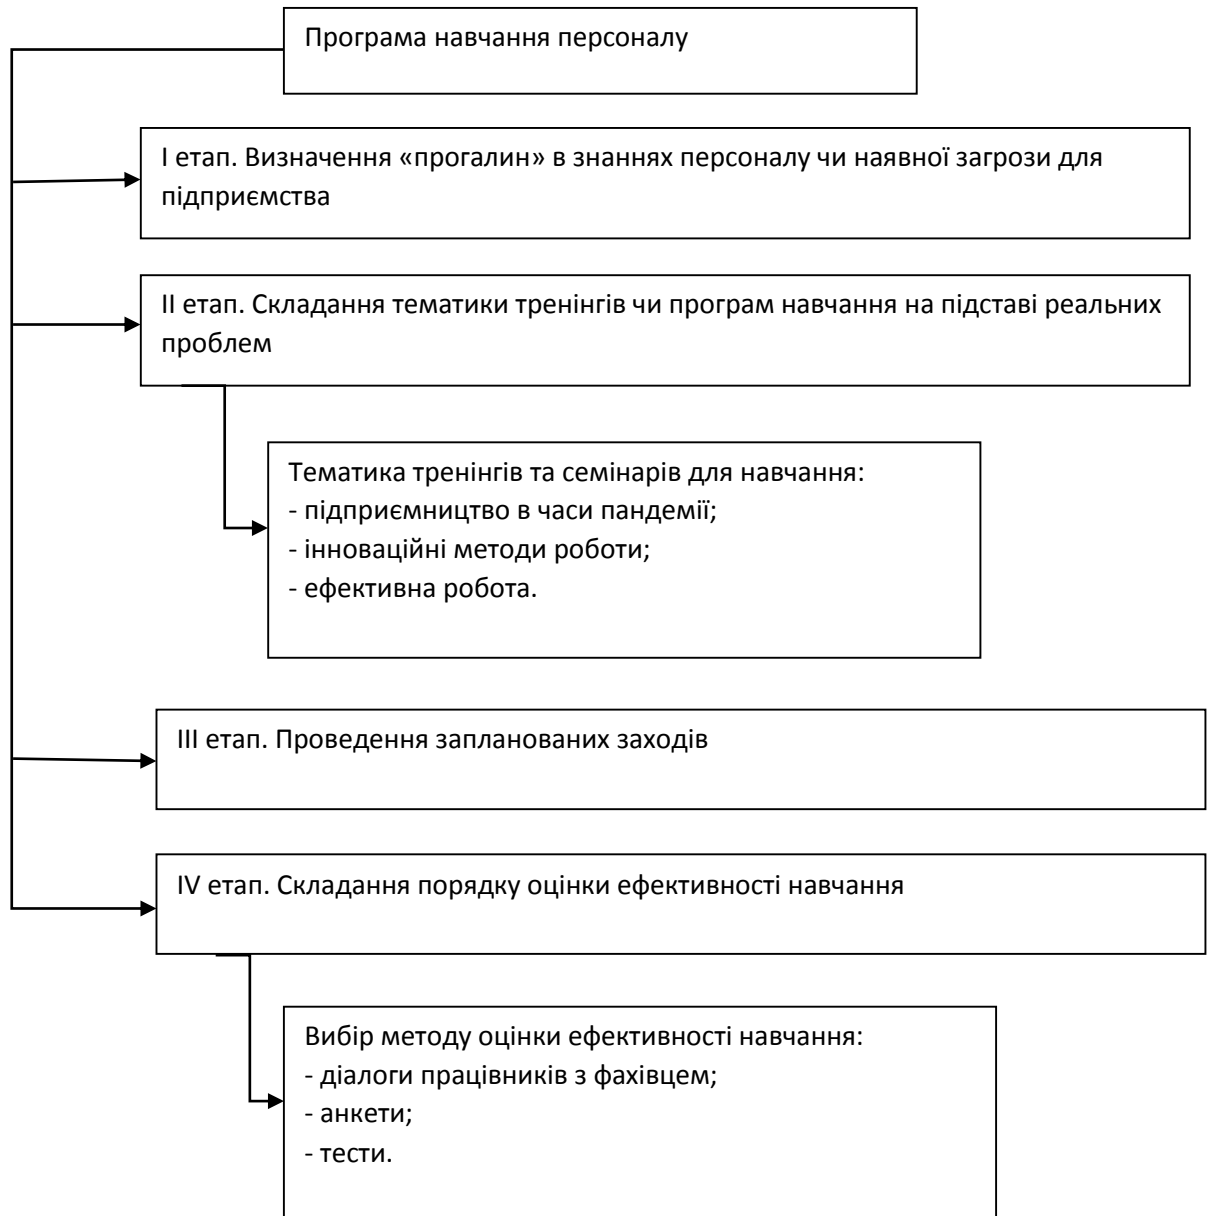 Програма навчання персоналу
І етап. Визначення «прогалин» в знаннях персоналу чи наявної загрози для
підприємства
ІІ етап. Складання тематики тренінгів чи програм навчання на підставі реальних
проблем
Тематика тренінгів та семінарів для навчання:
- підприємництво в часи пандемії;
- інноваційні методи роботи;
- ефективна робота.
ІІІ етап. Проведення запланованих заходів
IV етап. Складання порядку оцінки ефективності навчання
Вибір методу оцінки ефективності навчання:
- діалоги працівників з фахівцем;
- анкети;
- тести.